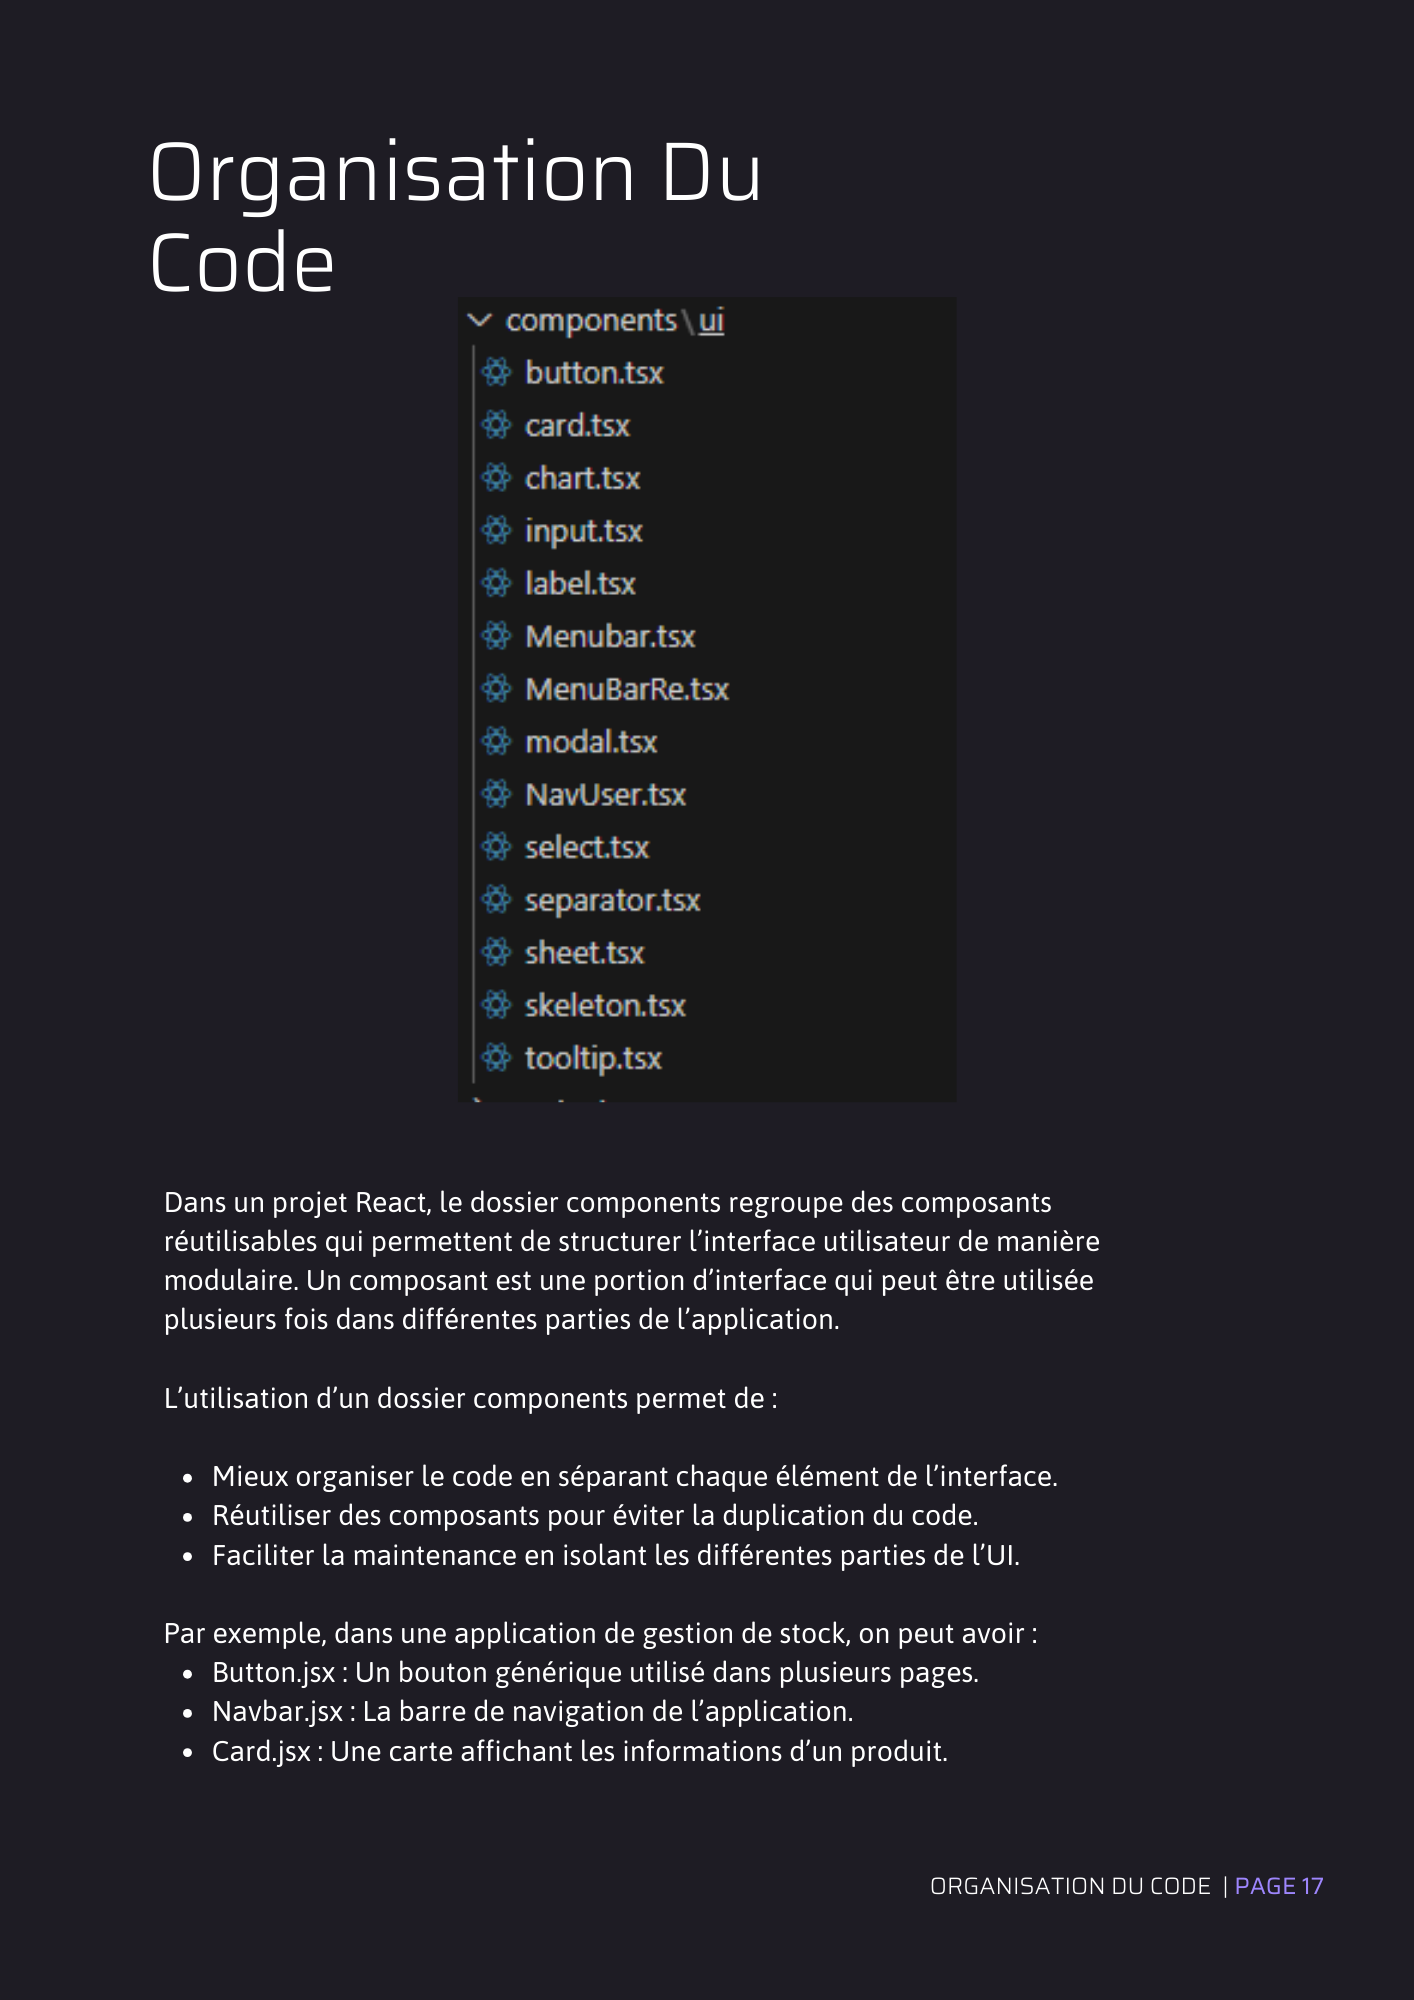 Organisation Du
Code
components\ui
button.tsx
card.tsx
chart.tsx
input.tsx
label.tsx
Menubar.tsx
MenuBarRe.tsx
modal.tsx
NavUser.tsx
select.tsx
separator.tsx
sheet.tsx
skeleton.tsx
tooltip.tsx
Dans un projet React, le dossier components regroupe des composants
réutilisables qui permettent de structurer l’interface utilisateur de manière
modulaire. Un composant est une portion d’interface qui peut être utilisée
plusieurs fois dans différentes parties de l’application.
L’utilisation d’un dossier components permet de :
• Mieux organiser le code en séparant chaque élément de l’interface.
• Réutiliser des composants pour éviter la duplication du code.
• Faciliter la maintenance en isolant les différentes parties de l’UI.
Par exemple, dans une application de gestion de stock, on peut avoir :
• Button.jsx : Un bouton générique utilisé dans plusieurs pages.
• Navbar.jsx : La barre de navigation de l’application.
• Card.jsx : Une carte affichant les informations d’un produit.
ORGANISATION DU CODE | PAGE 17